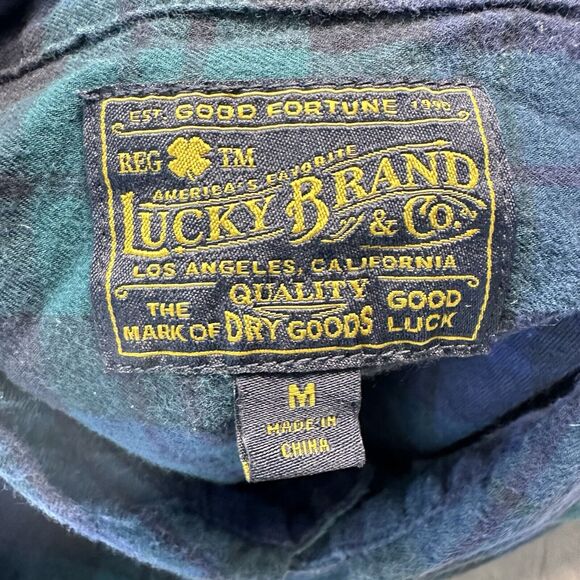 EST. GOOD FORTUNE 1990
REG TM
AMERICA'S FAVORITE
LUCKY BRAND
& CO.
LOS ANGELES, CALIFORNIA
THE MARK OF
QUALITY DRY GOODS
GOOD LUCK
M
MADE IN
CHINA